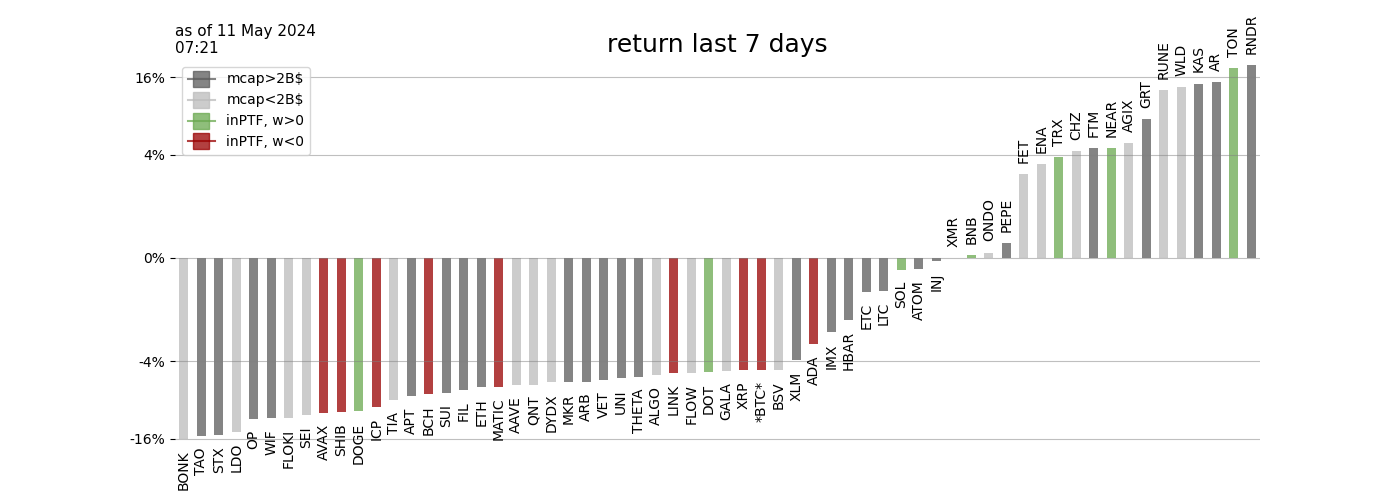 as of 11 May 2024
07:21
return last 7 days
mcap>2B$
mcap<2B$
inPTF, w>0
inPTF, w<0
16%
4%
0%
-4%
-16%
BONK
TAO
STX
LDO
OP
WIF
FLOKI
SEI
AVAX
SHIB
DOGE
ICP
TIA
APT
BCH
SUI
FIL
ETH
MATIC
AAVE
QNT
DYDX
MKR
ARB
VET
UNI
THETA
ALGO
LINK
FLOW
DOT
GALA
XRP
*BTC*
BSV
XLM
ADA
IMX
HBAR
ETC
LTC
SOL
ATOM
INJ
XMR
BNB
ONDO
PEPE
FET
ENA
TRX
CHZ
FTM
NEAR
AGIX
GRT
RUNE
WLD
KAS
AR
TON
RNDR